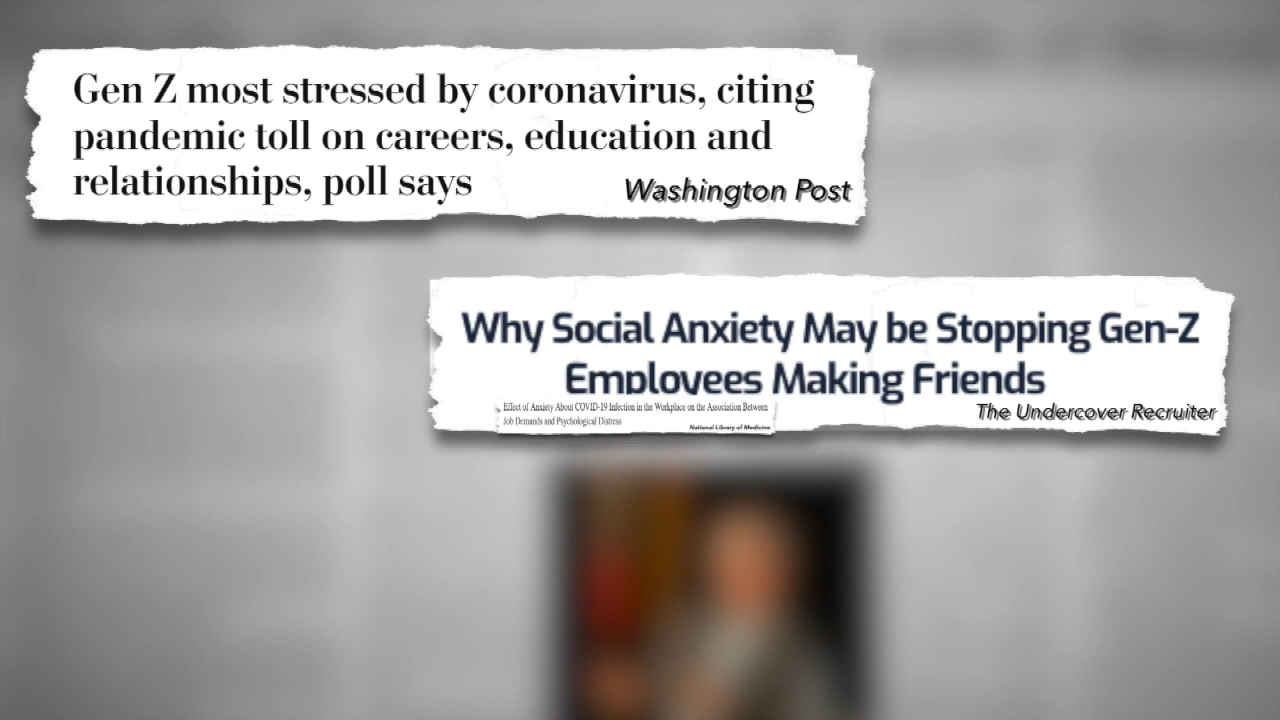 Gen Z most stressed by coronavirus, citing
pandemic toll on careers, education and
relationships, poll says
Washington Post
Why Social Anxiety May be Stopping Gen-Z
Employees Making Friends
The Undercover Recruiter
Effect of Anxiety About COVID-19 Infection in the Workplace on the Association Between
Job Demands and Psychological Distress
National Library of Medicine